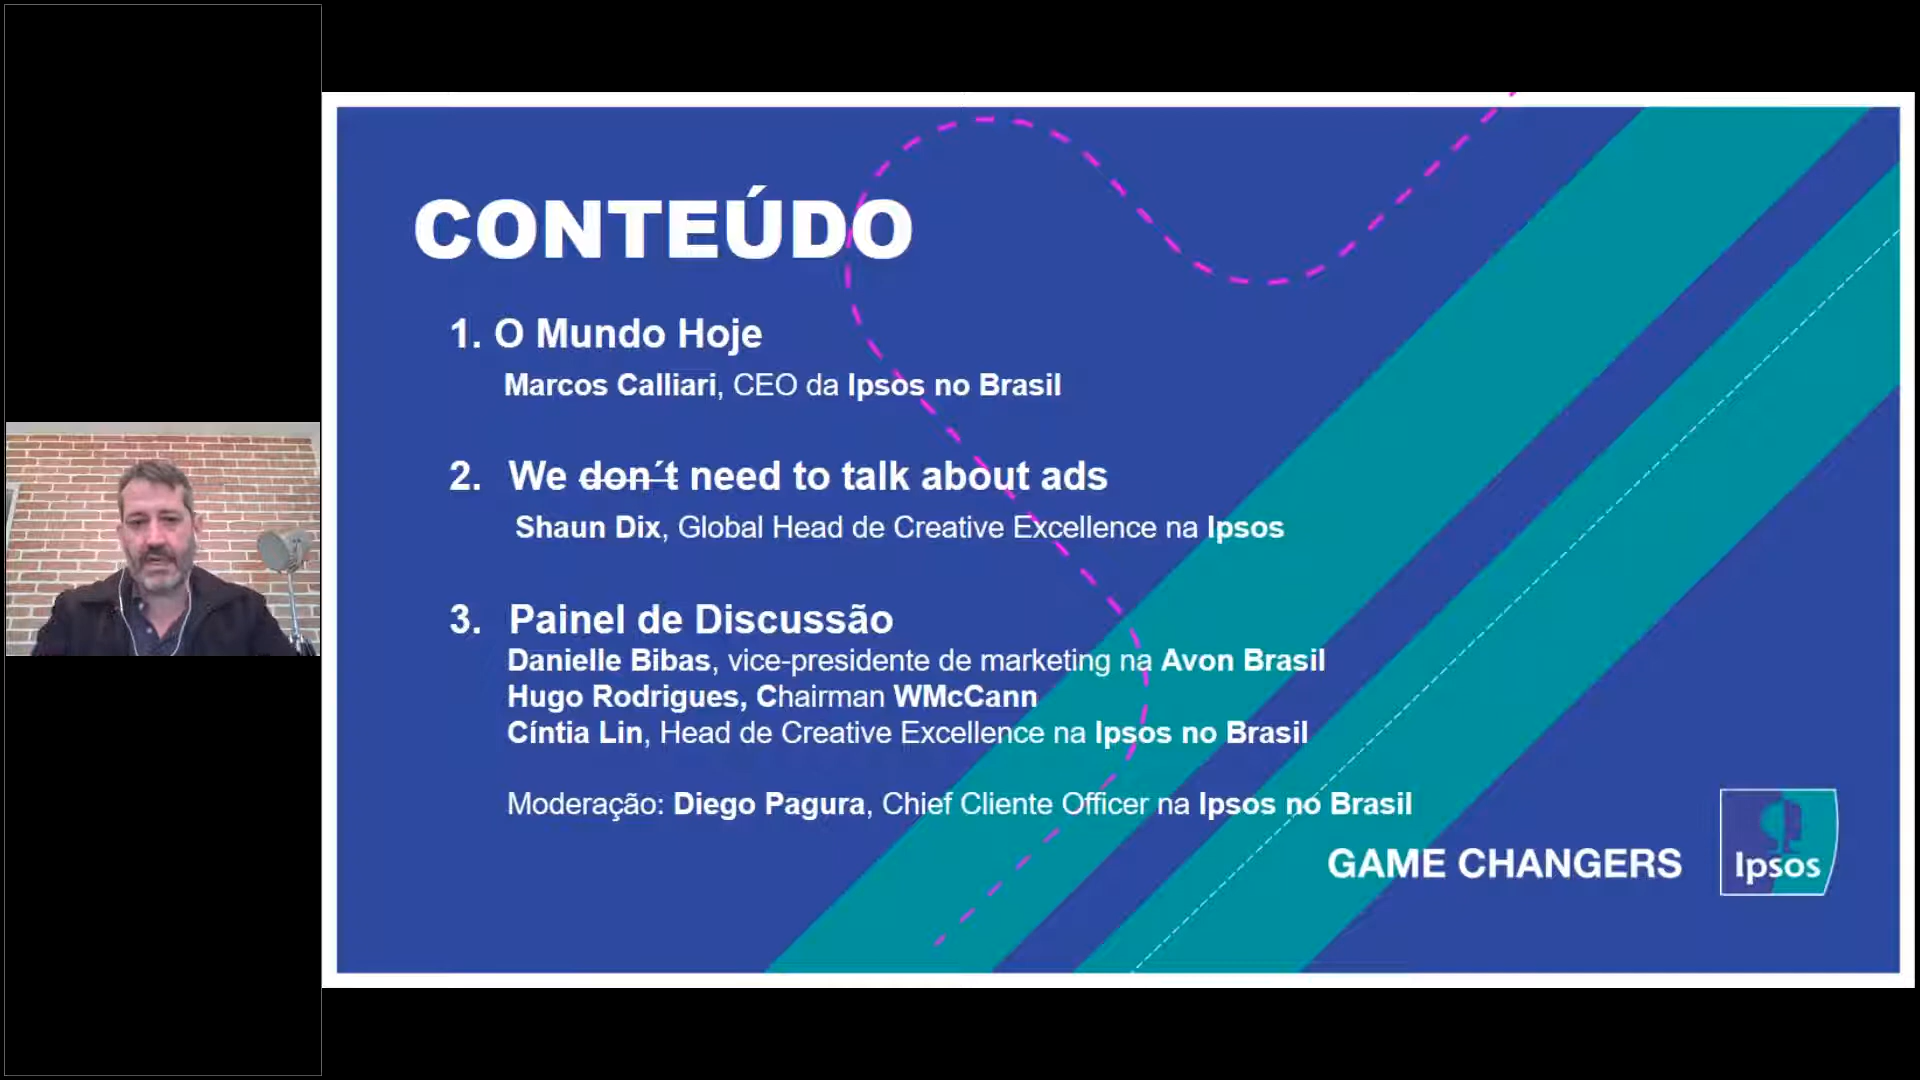 CONTEÚDO
1. O Mundo Hoje
Marcos Calliari, CEO da Ipsos no Brasil
2. We don´t need to talk about ads
Shaun Dix, Global Head de Creative Excellence na Ipsos
3. Painel de Discussão
Danielle Bibas, vice-presidente de marketing na Avon Brasil
Hugo Rodrigues, Chairman WMcCann
Cíntia Lin, Head de Creative Excellence na Ipsos no Brasil
Moderação: Diego Pagura, Chief Cliente Officer na Ipsos no Brasil
GAME CHANGERS
Ipsos